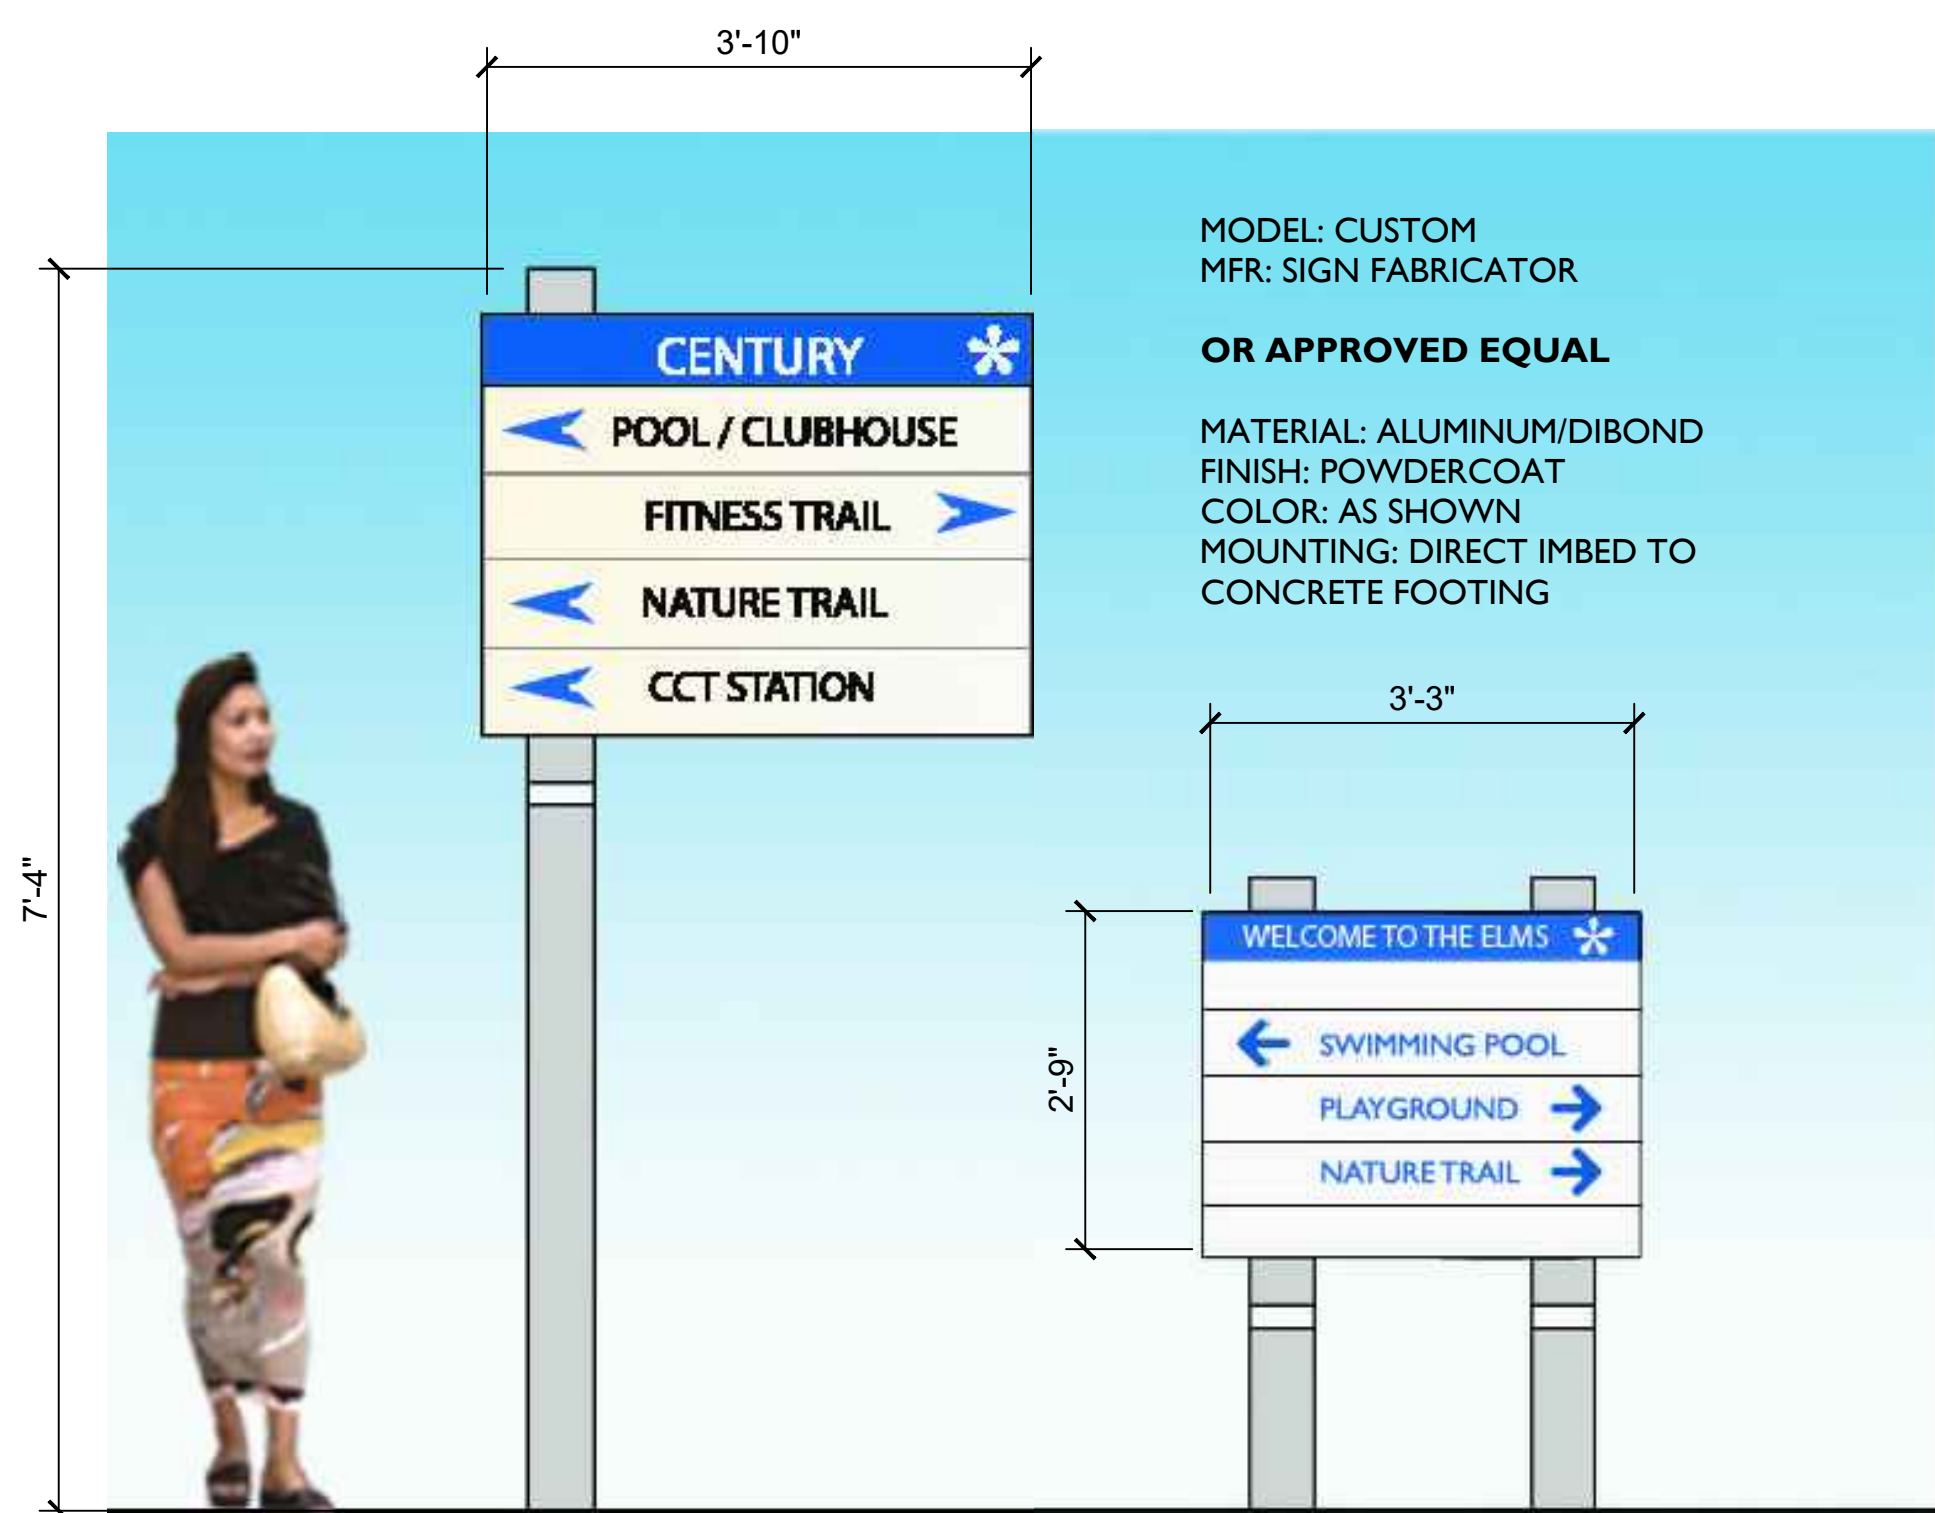 3'-10"
7'-4"
CENTURY
POOL / CLUBHOUSE
FITNESS TRAIL
NATURE TRAIL
CCT STATION
MODEL: CUSTOM
MFR: SIGN FABRICATOR
OR APPROVED EQUAL
MATERIAL: ALUMINUM/DIBOND
FINISH: POWDERCOAT
COLOR: AS SHOWN
MOUNTING: DIRECT IMBED TO
CONCRETE FOOTING
3'-3"
2'-9"
WELCOME TO THE ELMS
SWIMMING POOL
PLAYGROUND
NATURE TRAIL